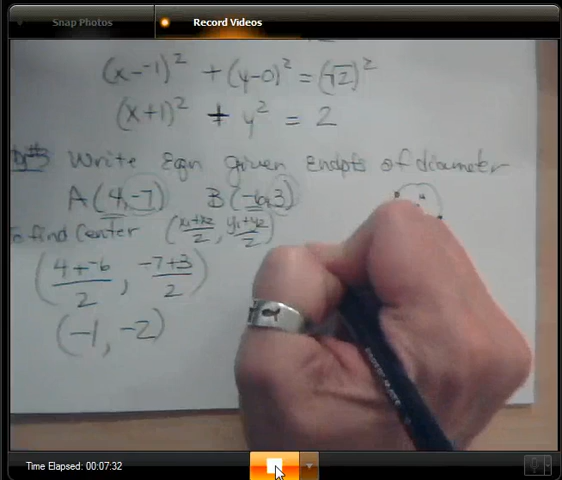 Snap Photos
Record Videos
(x--1)² + (y-0)² = (√2)²
(x+1)² + y² = 2
Write Eqn given Endpts of diameter
A(4,-7) B(-6,3)
To find Center (x₁+x₂/2, y₁+y₂/2)
(4+-6/2, -7+3/2)
(-1, -2)
Time Elapsed: 00:07:32